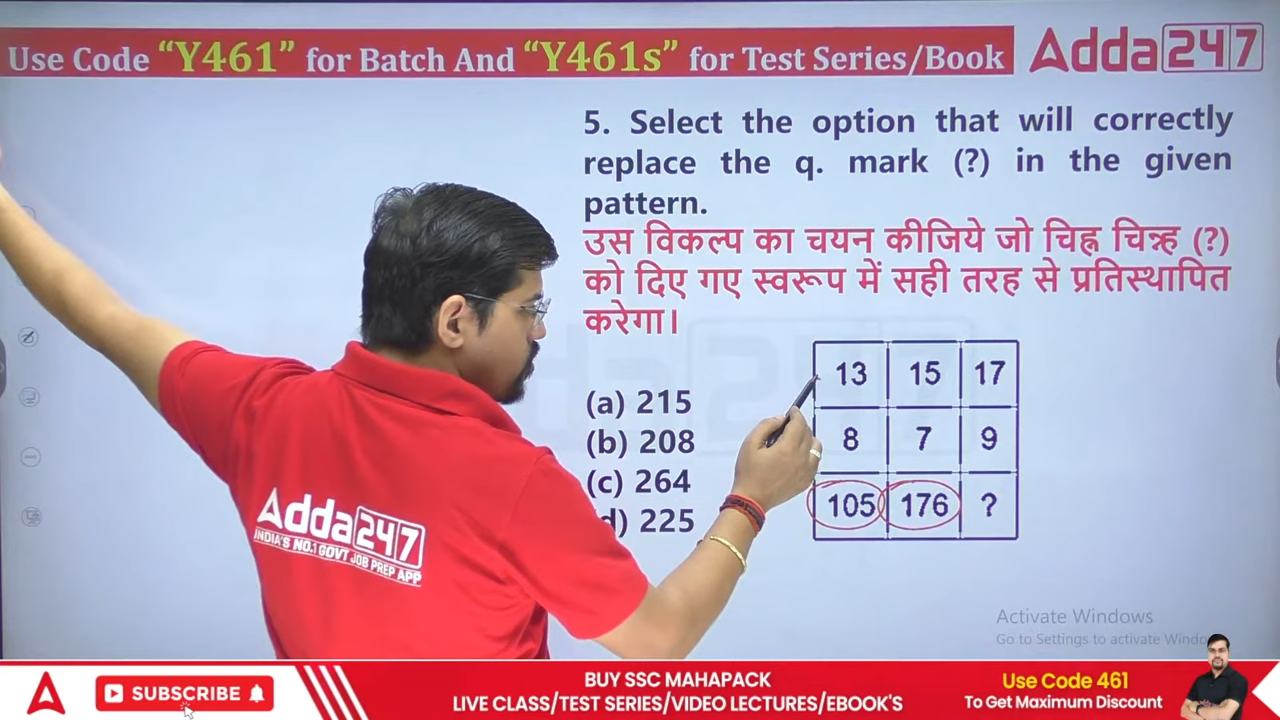 Use Code “Y461” for Batch And “Y461s” for Test Series/Book
Adda247
5. Select the option that will correctly
replace the q. mark (?) in the given
pattern.
उस विकल्प का चयन कीजिये जो चिह्न चिन्ह (?)
को दिए गए स्वरूप में सही तरह से प्रतिस्थापित
करेगा।
(a) 215
(b) 208
(c) 264
d) 225
13 15 17
8 7 9
105 176 ?
Adda247
INDIA'S NO.1 GOVT JOB PREP APP
Activate Windows
Go to Settings to activate Windo
SUBSCRIBE
BUY SSC MAHAPACK
LIVE CLASS/TEST SERIES/VIDEO LECTURES/EBOOK'S
Use Code 461
To Get Maximum Discount